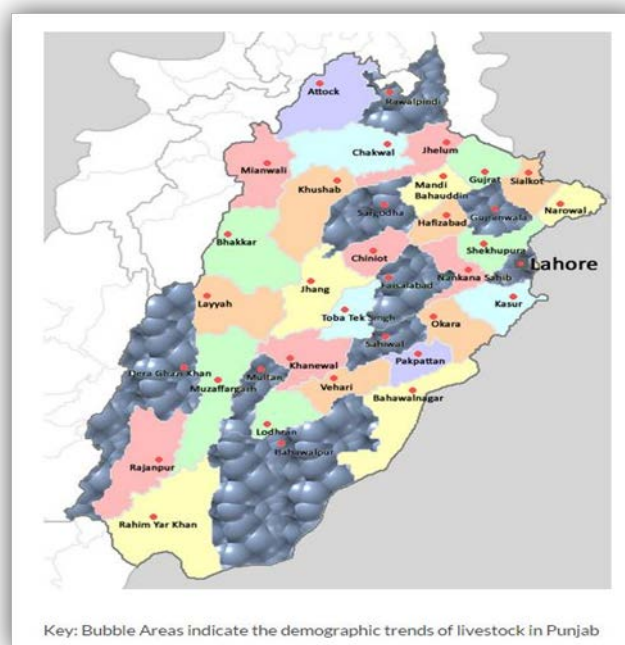 Attock
Rawalpindi
Chakwal
Jhelum
Mianwali
Gujrat
Sialkot
Khushab
Mandi
Bahauddin
Narowal
Sargodha
Gujranwala
Hafizabad
Bhakkar
Sheikhupura
Chiniot
Lahore
Nankana Sahib
Faisalabad
Jhang
Layyah
Kasur
Toba Tek Singh
Okara
Sahiwal
Pakpattan
Khanewal
Dera Ghazi Khan
Multan
Muzaffargarh
Vehari
Bahawalnagar
Lodhran
Bahawalpur
Rajanpur
Rahim Yar Khan
Key: Bubble Areas indicate the demographic trends of livestock in Punjab